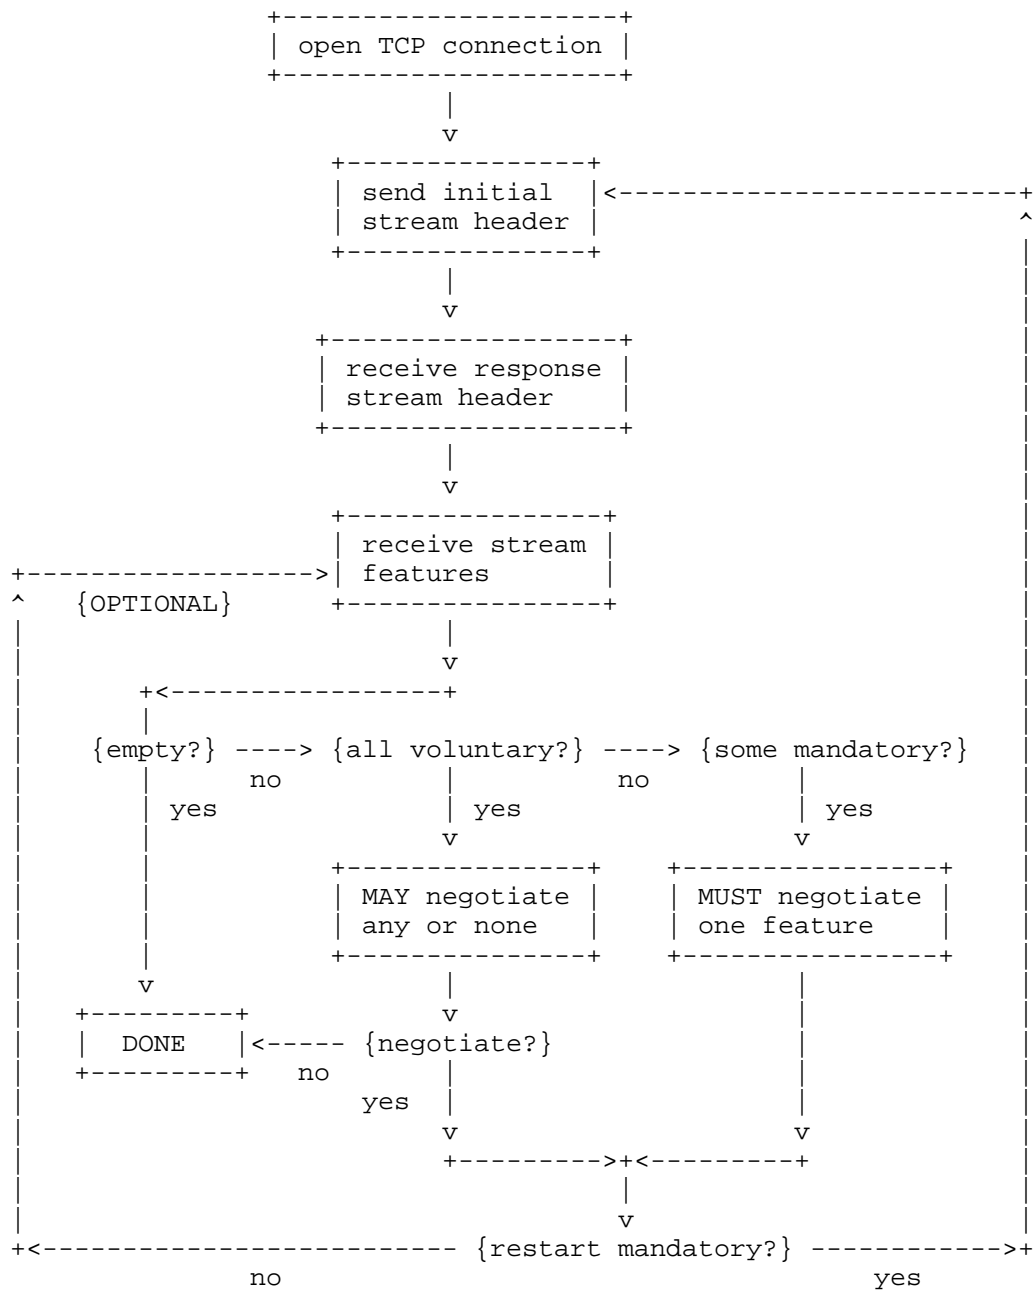 open TCP connection
send initial
stream header
receive response
stream header
receive stream
features
{OPTIONAL}
{empty?} ----> {all voluntary?} ----> {some mandatory?}
no no
yes yes yes
MAY negotiate MUST negotiate
any or none one feature
DONE <----- {negotiate?}
no
yes
{restart mandatory?}
no yes